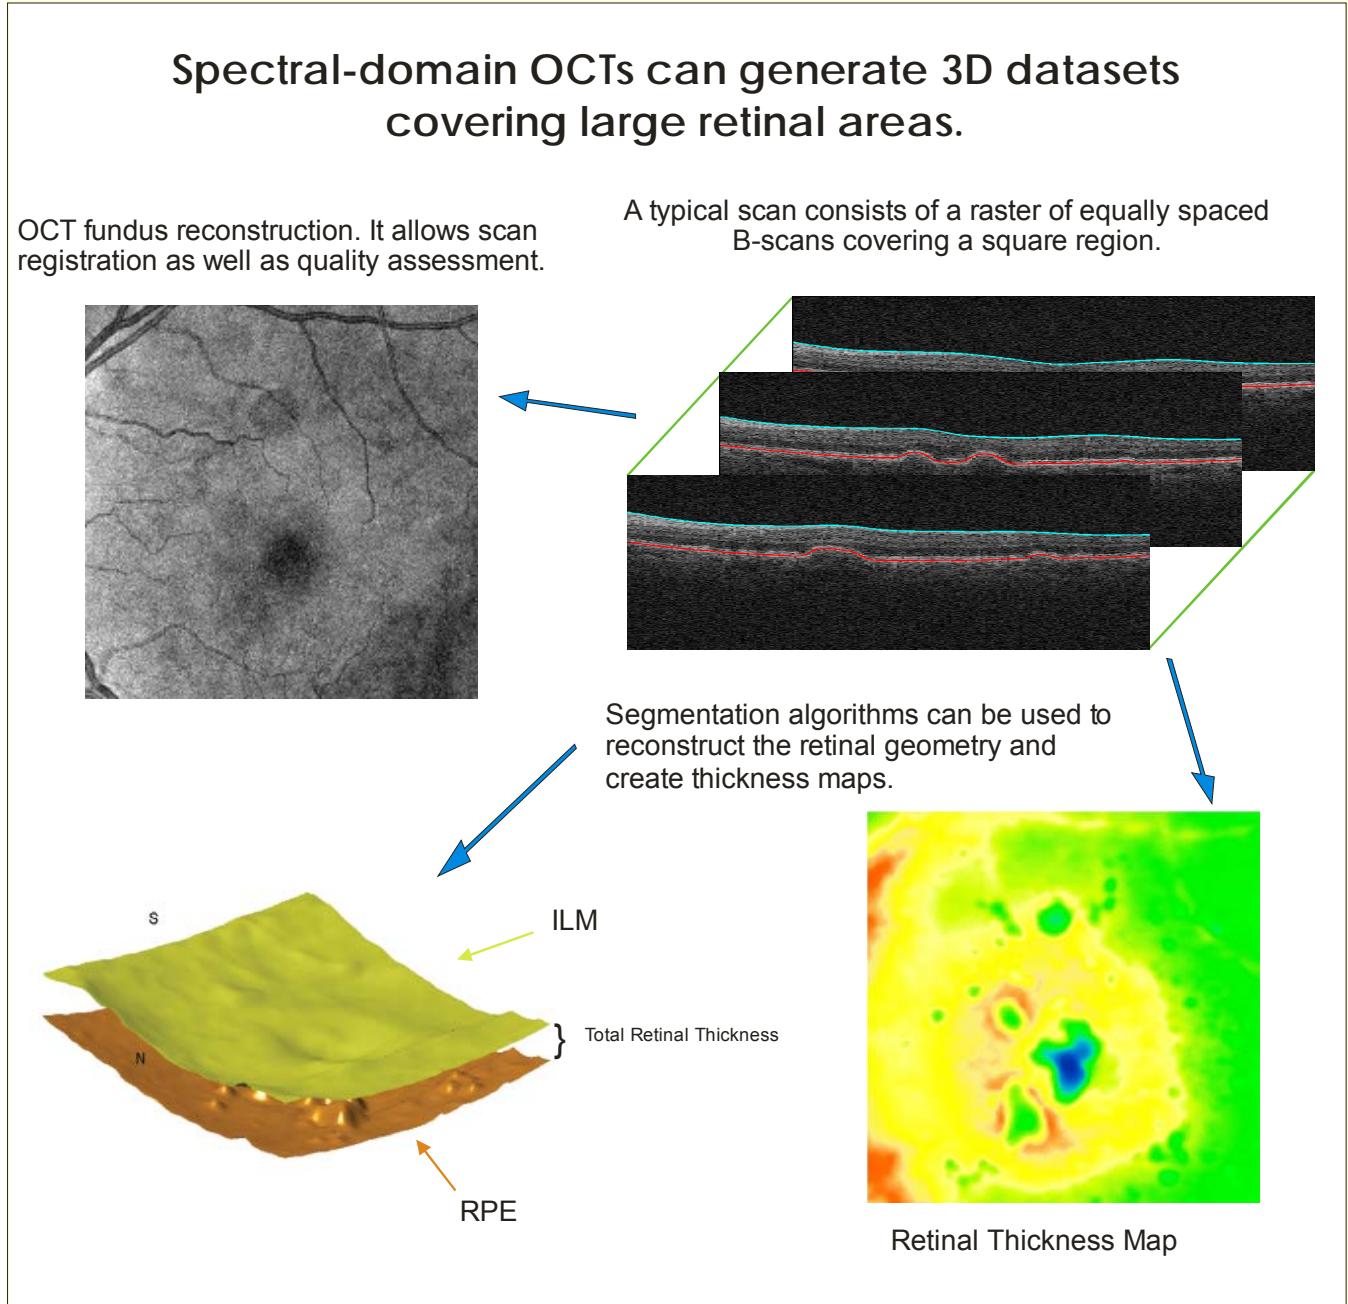 Spectral-domain OCTs can generate 3D datasets
covering large retinal areas.
OCT fundus reconstruction. It allows scan
registration as well as quality assessment.
A typical scan consists of a raster of equally spaced
B-scans covering a square region.
Segmentation algorithms can be used to
reconstruct the retinal geometry and
create thickness maps.
S
ILM
} Total Retinal Thickness
N
RPE
Retinal Thickness Map